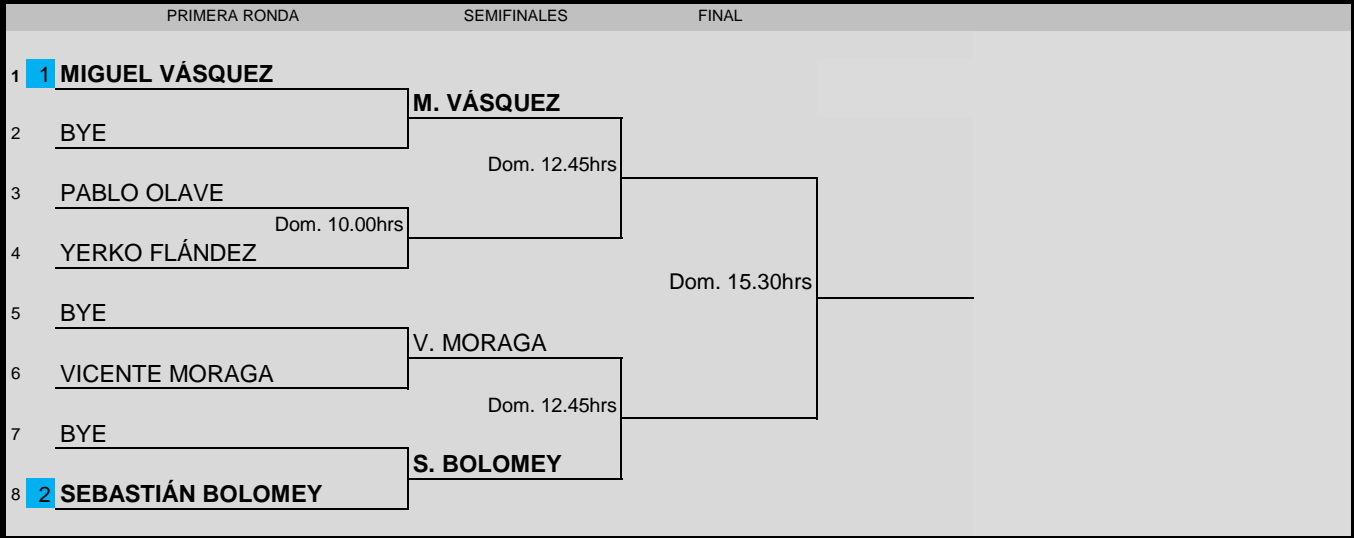 PRIMERA RONDA SEMIFINALES FINAL
1 1 MIGUEL VÁSQUEZ
M. VÁSQUEZ
2 BYE
Dom. 12.45hrs
3 PABLO OLAVE
Dom. 10.00hrs
4 YERKO FLÁNDEZ
Dom. 15.30hrs
5 BYE
V. MORAGA
6 VICENTE MORAGA
Dom. 12.45hrs
7 BYE
S. BOLOMEY
8 2 SEBASTIÁN BOLOMEY